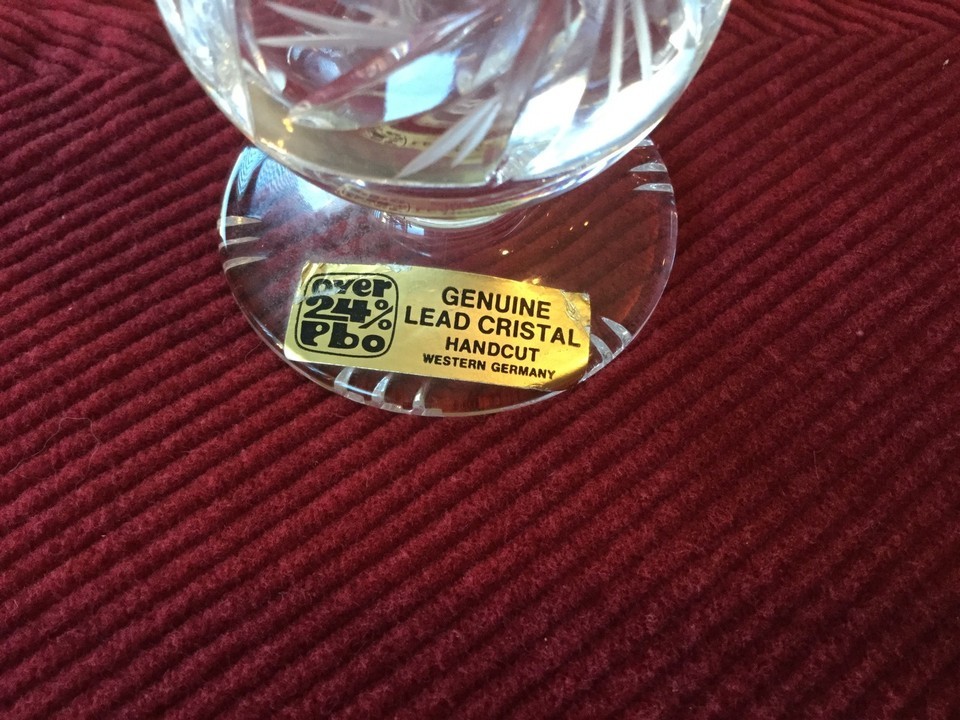 over
24%
Pbo
GENUINE
LEAD CRISTAL
HANDCUT
WESTERN GERMANY